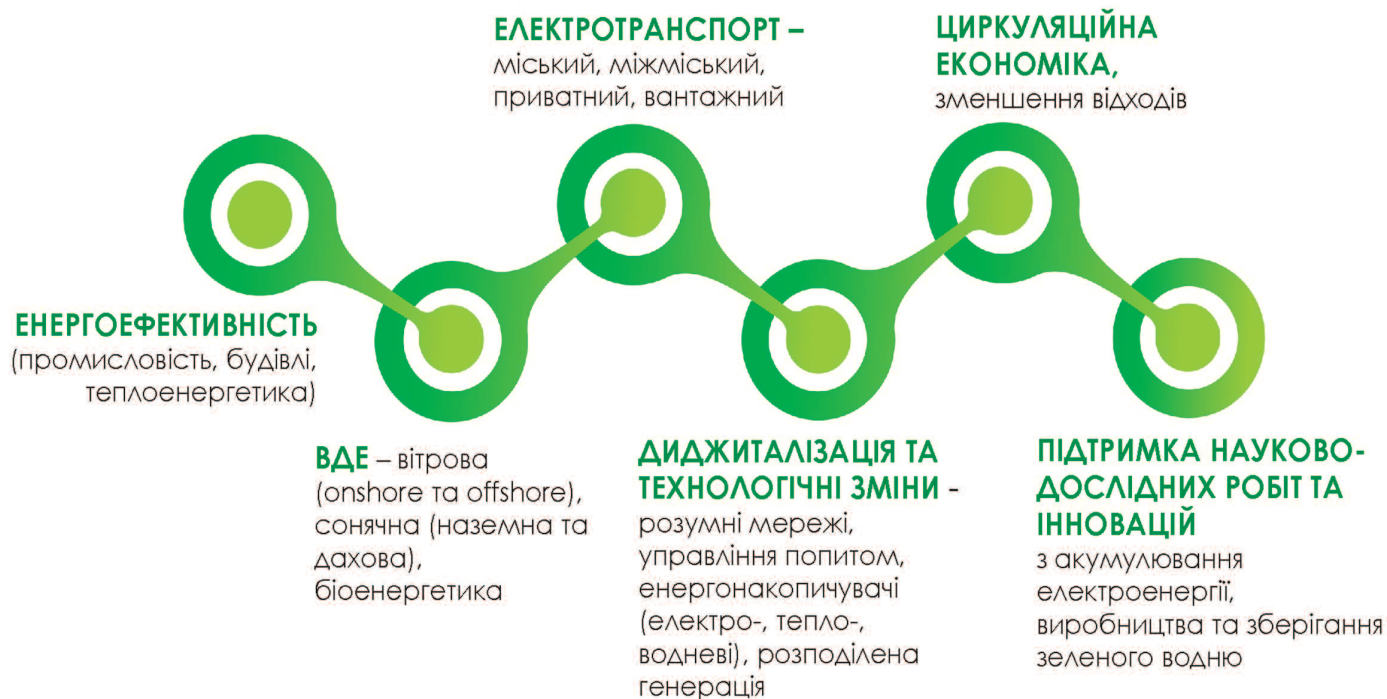 ЕНЕРГОЕФЕКТИВНІСТЬ
(промисловість, будівлі,
теплоенергетика)
ВДЕ – вітрова
(onshore та offshore),
сонячна (наземна та
дахова),
біоенергетика
ЕЛЕКТРОТРАНСПОРТ –
міський, міжміський,
приватний, вантажний
ДИДЖИТАЛІЗАЦІЯ ТА
ТЕХНОЛОГІЧНІ ЗМІНИ -
розумні мережі,
управління попитом,
енергонакопичувачі
(електро-, тепло-,
водневі), розподілена
генерація
ЦИРКУЛЯЦІЙНА
ЕКОНОМІКА,
зменшення відходів
ПІДТРИМКА НАУКОВО-
ДОСЛІДНИХ РОБІТ ТА
ІННОВАЦІЙ
з акумулювання
електроенергії,
виробництва та зберігання
зеленого водню